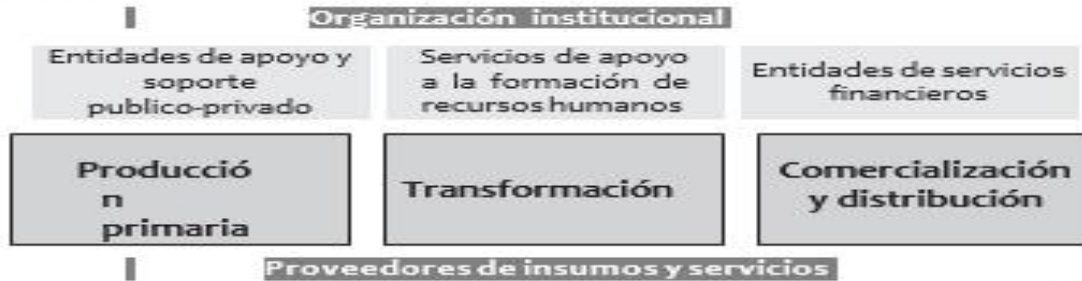 Organización institucional
Entidades de apoyo y
soporte
publico-privado
Servicios de apoyo
a la formación de
recursos humanos
Entidades de servicios
financieros
Producció
n
primaria
Transformación
Comercialización
y distribución
Proveedores de insumos y servicios